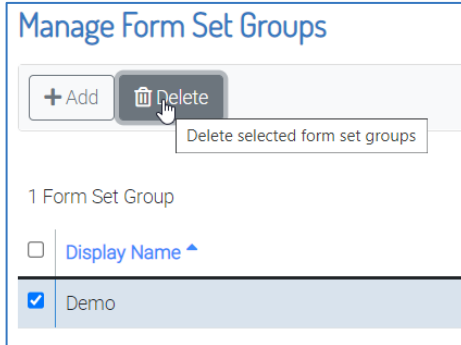 Manage Form Set Groups
+ Add Delete
Delete selected form set groups
1 Form Set Group
Display Name
Demo